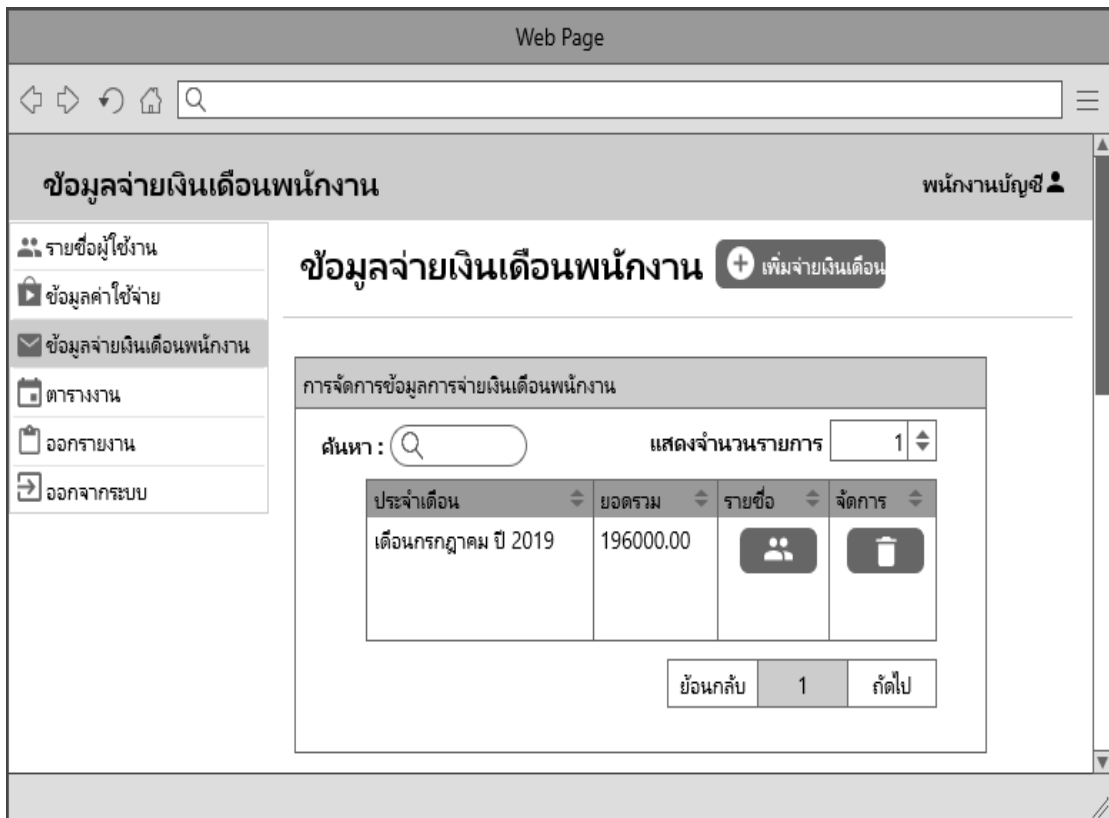 Web Page
ข้อมูลจ่ายเงินเดือนพนักงาน
พนักงานบัญชี
รายชื่อผู้ใช้งาน
ข้อมูลค่าใช้จ่าย
ข้อมูลจ่ายเงินเดือนพนักงาน
ตารางงาน
ออกรายงาน
ออกจากระบบ
ข้อมูลจ่ายเงินเดือนพนักงาน
เพิ่มจ่ายเงินเดือน
การจัดการข้อมูลการจ่ายเงินเดือนพนักงาน
ค้นหา :
แสดงจำนวนรายการ 1
ประจำเดือน ยอดรวม รายชื่อ จัดการ
เดือนกรกฎาคม ปี 2019 196000.00
ย้อนกลับ 1 ถัดไป